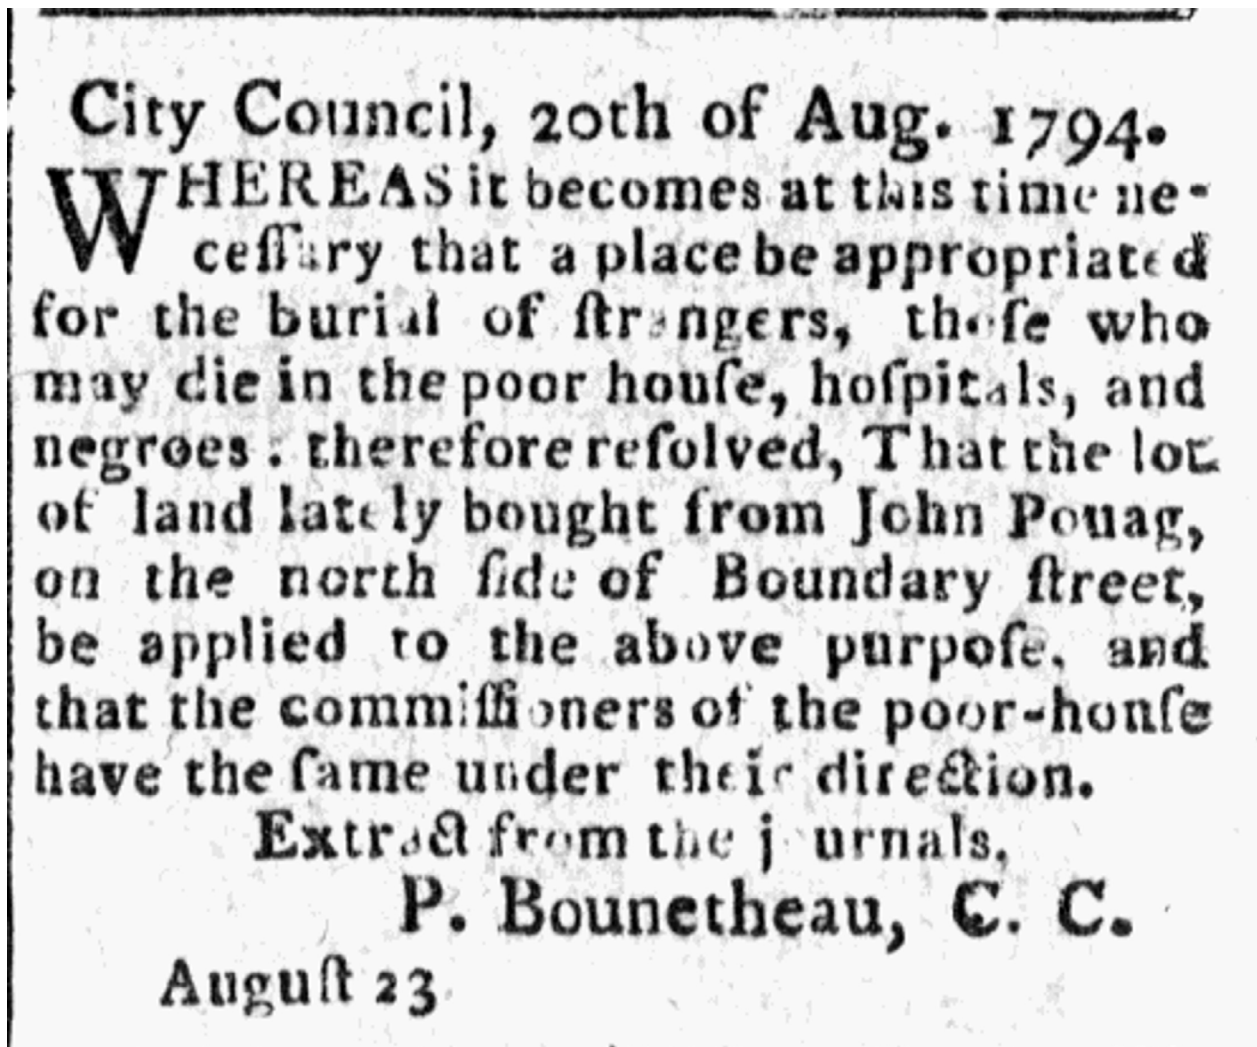 City Council, 20th of Aug. 1794.
WHEREAS it becomes at this time ne-
ceſſary that a place be appropriated
for the burial of ſtrangers, thoſe who
may die in the poor houſe, hoſpitals, and
negroes: therefore reſolved, That the lot
of land lately bought from John Pouag,
on the north ſide of Boundary ſtreet,
be applied to the above purpoſe, and
that the commiſſioners of the poor-honſe
have the ſame under their direction.
Extract from the journals.
P. Bounetheau, C. C.
Auguſt 23